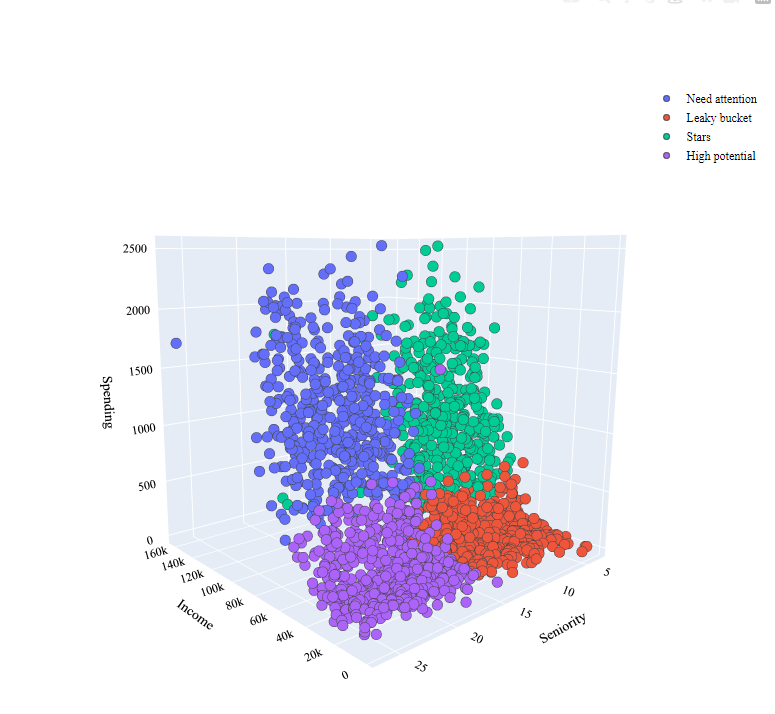 Need attention
Leaky bucket
Stars
High potential
2500
2000
1500
1000
500
0
Spending
160k
140k
120k
100k
80k
60k
40k
20k
0
Income
5
10
15
20
25
Seniority